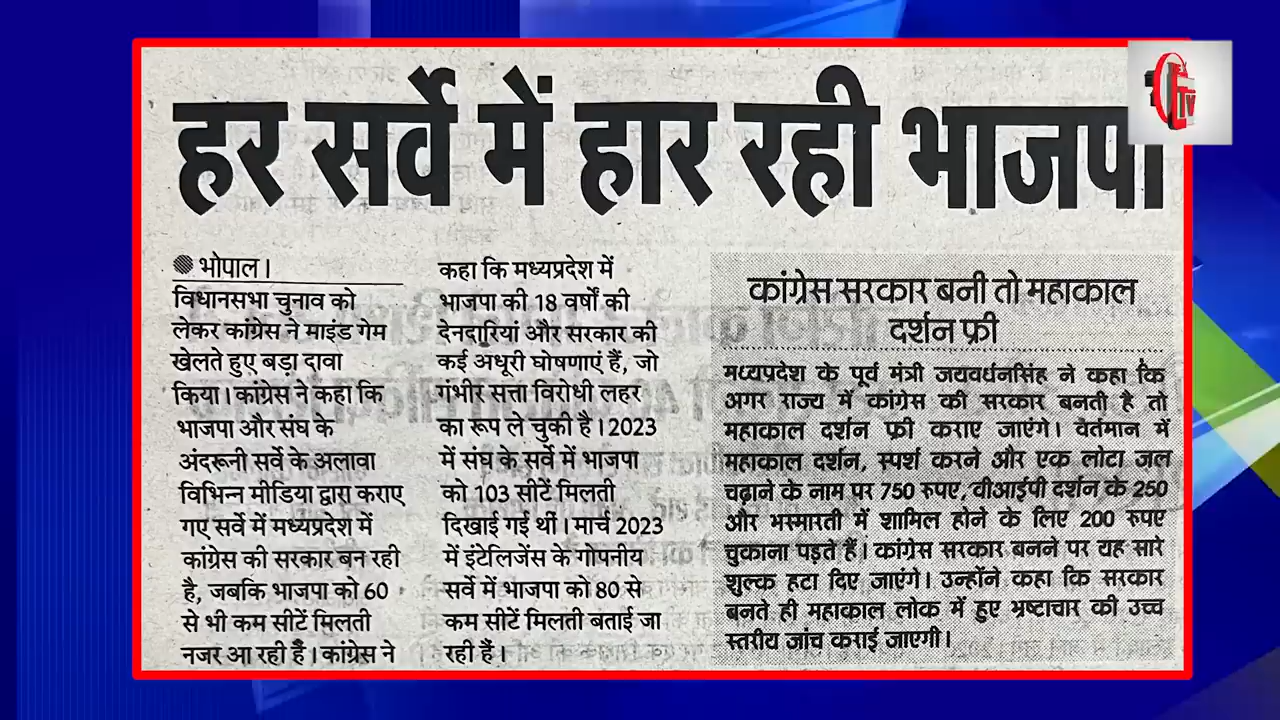 हर सर्वे में हार रही भाजपा
भोपाल।
विधानसभा चुनाव को
लेकर कांग्रेस ने माइंड गेम
खेलते हुए बड़ा दावा
किया। कांग्रेस ने कहा कि
भाजपा और संघ के
अंदरूनी सर्वे के अलावा
विभिन्न मीडिया द्वारा कराए
गए सर्वे में मध्यप्रदेश में
कांग्रेस की सरकार बन रही
है, जबकि भाजपा को 60
से भी कम सीटें मिलती
नजर आ रही हैं। कांग्रेस ने
कहा कि मध्यप्रदेश में
भाजपा की 18 वर्षों की
देनदारियां और सरकार की
कई अधूरी घोषणाएं हैं, जो
गंभीर सत्ता विरोधी लहर
का रूप ले चुकी है। 2023
में संघ के सर्वे में भाजपा
को 103 सीटें मिलती
दिखाई गई थीं। मार्च 2023
में इंटेलिजेंस के गोपनीय
सर्वे में भाजपा को 80 से
कम सीटें मिलती बताई जा
रही हैं।
कांग्रेस सरकार बनी तो महाकाल
दर्शन फ्री
मध्यप्रदेश के पूर्व मंत्री जयवर्धनसिंह ने कहा कि
अगर राज्य में कांग्रेस की सरकार बनती है तो
महाकाल दर्शन फ्री कराए जाएंगे। वर्तमान में
महाकाल दर्शन, स्पर्श करने और एक लोटा जल
चढ़ाने के नाम पर 750 रुपए, वीआईपी दर्शन के 250
और भस्मारती में शामिल होने के लिए 200 रुपए
चुकाना पड़ते हैं। कांग्रेस सरकार बनने पर यह सारे
शुल्क हटा दिए जाएंगे। उन्होंने कहा कि सरकार
बनते ही महाकाल लोक में हुए भ्रष्टाचार की उच्च
स्तरीय जांच कराई जाएगी।